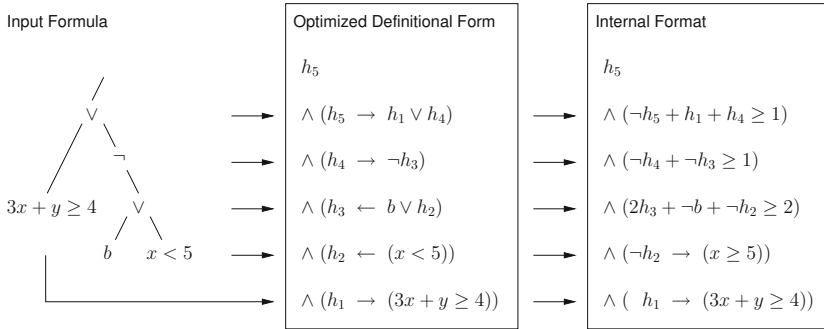 Input Formula Optimized Definitional Form Internal Format
h₅ h₅
∨ ∧ (h₅ → h₁ ∨ h₄) ∧ (¬h₅ + h₁ + h₄ ≥ 1)
¬ ∧ (h₄ → ¬h₃) ∧ (¬h₄ + ¬h₃ ≥ 1)
3x + y ≥ 4 ∨ ∧ (h₃ ← b ∨ h₂) ∧ (2h₃ + ¬b + ¬h₂ ≥ 2)
b x < 5 ∧ (h₂ ← (x < 5)) ∧ (¬h₂ → (x ≥ 5))
∧ (h₁ → (3x + y ≥ 4)) ∧ ( h₁ → (3x + y ≥ 4))